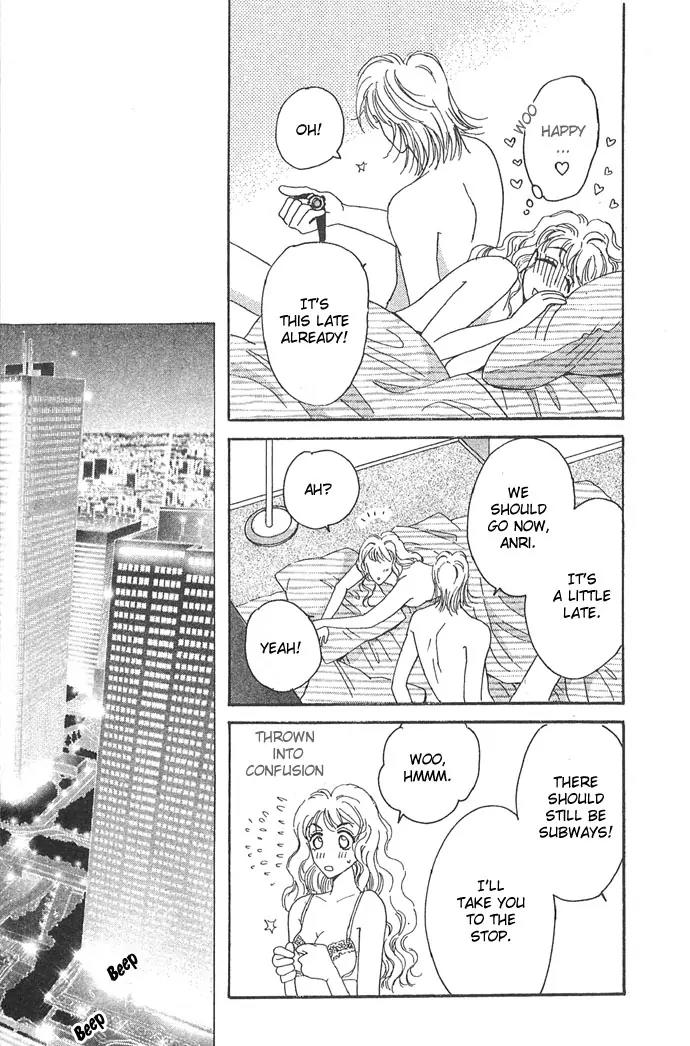 WOO
HAPPY
...
OH!
IT'S
THIS LATE
ALREADY!
WE
SHOULD
GO NOW,
ANRI.
IT'S
A LITTLE
LATE.
AH?
YEAH!
THERE
SHOULD
STILL BE
SUBWAYS!
I'LL
TAKE YOU
TO THE
STOP.
WOO,
HMMM.
THROWN
INTO
CONFUSION
Beep
Beep